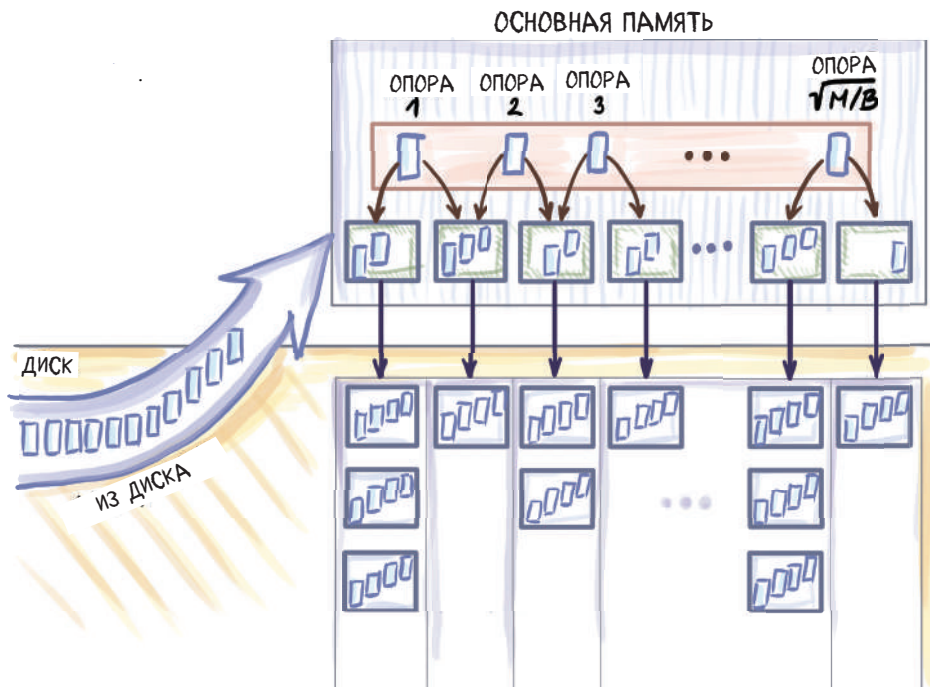 ОСНОВНАЯ ПАМЯТЬ
ОПОРА 1
ОПОРА 2
ОПОРА 3
ОПОРА √M/B
ДИСК
ИЗ ДИСКА